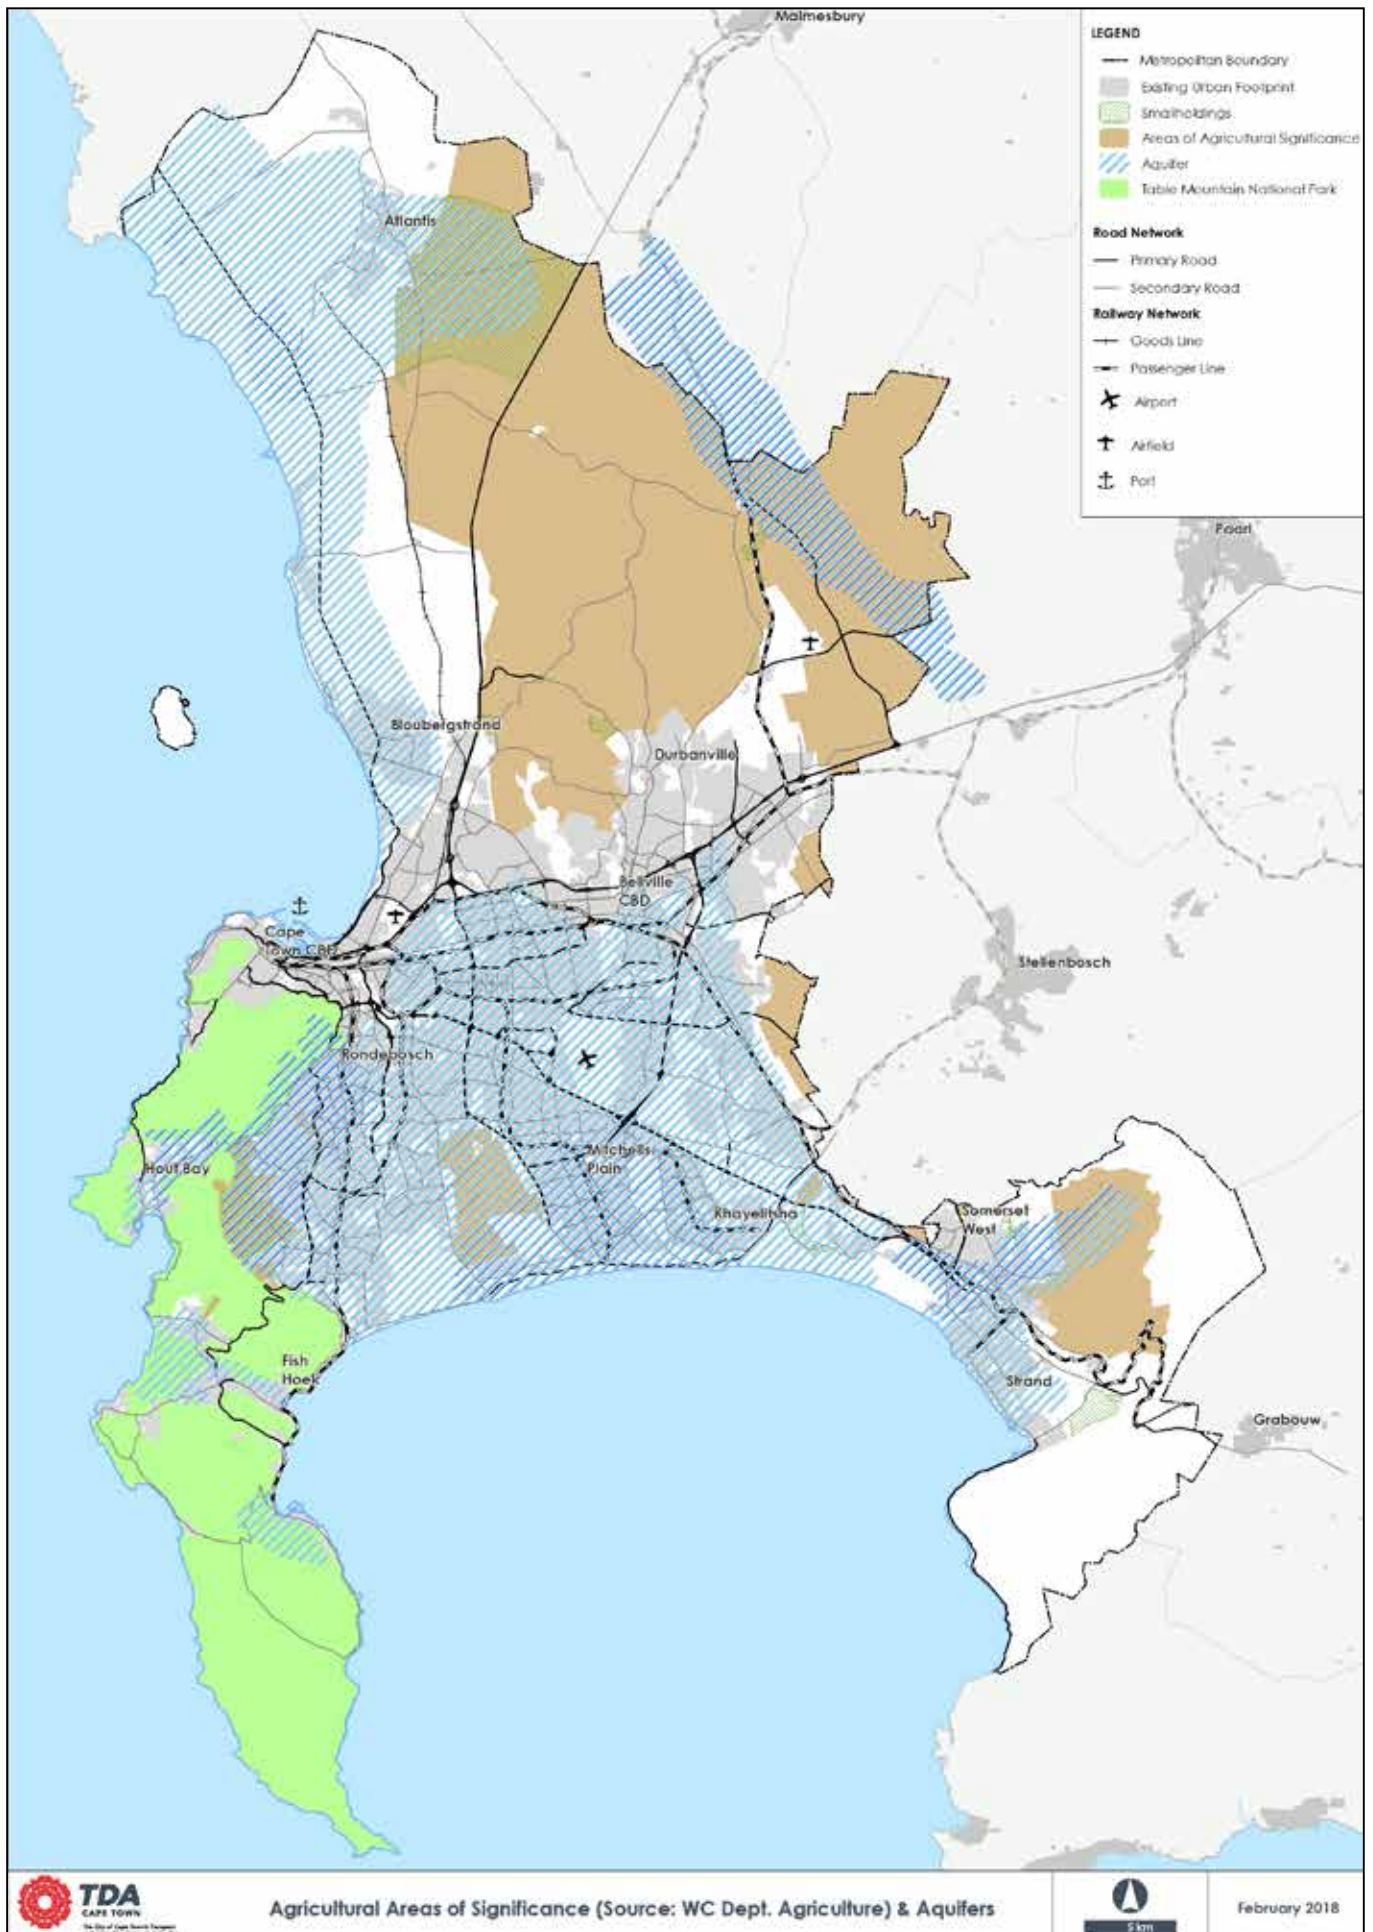 Malmesbury
LEGEND
Metropolitan Boundary
Existing Urban Footprint
Smallholdings
Areas of Agricultural Significance
Aquifer
Table Mountain National Park
Road Network
Primary Road
Secondary Road
Railway Network
Goods Line
Passenger Line
Airport
Airfield
Port
Atlantis
Paarl
Bloubergstrand
Durbanville
Bellville
CBD
Cape
Town CBD
Stellenbosch
Rondebosch
Mitchells
Plain
Hout Bay
Khayelitsha
Somerset
West
Fish
Hoek
Strand
Grabouw
TDA
CAPE TOWN
Agricultural Areas of Significance (Source: WC Dept. Agriculture) & Aquifers
5 km
February 2018